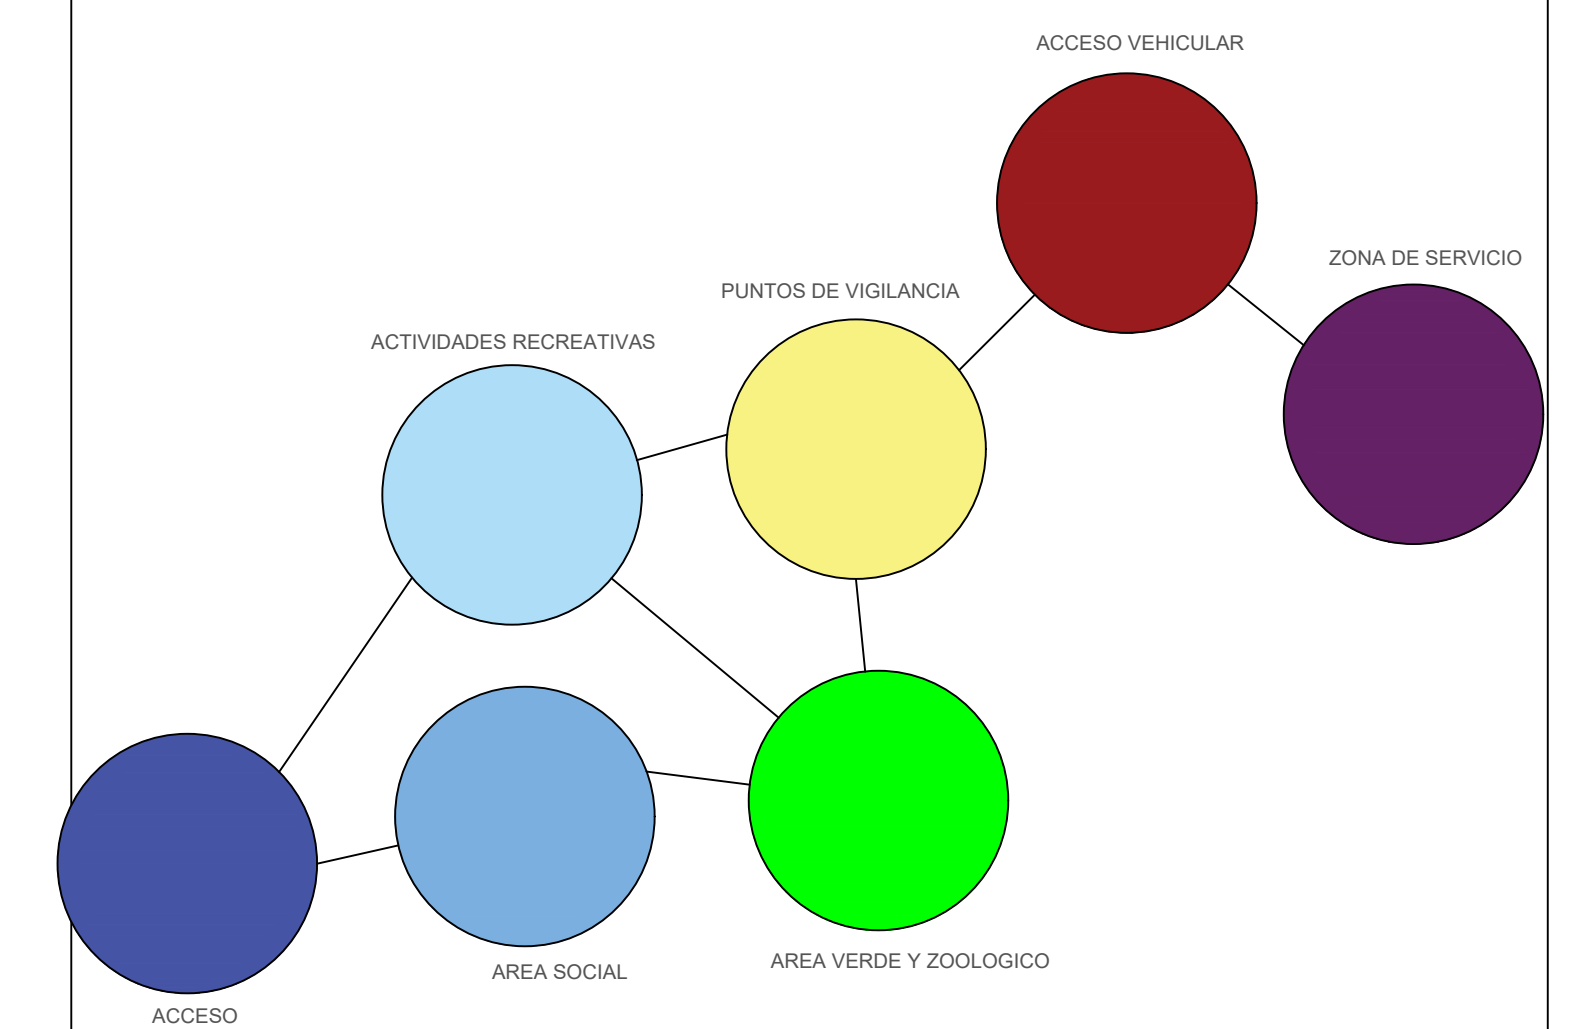 ACCESO VEHICULAR
ZONA DE SERVICIO
PUNTOS DE VIGILANCIA
ACTIVIDADES RECREATIVAS
AREA VERDE Y ZOOLOGICO
AREA SOCIAL
ACCESO